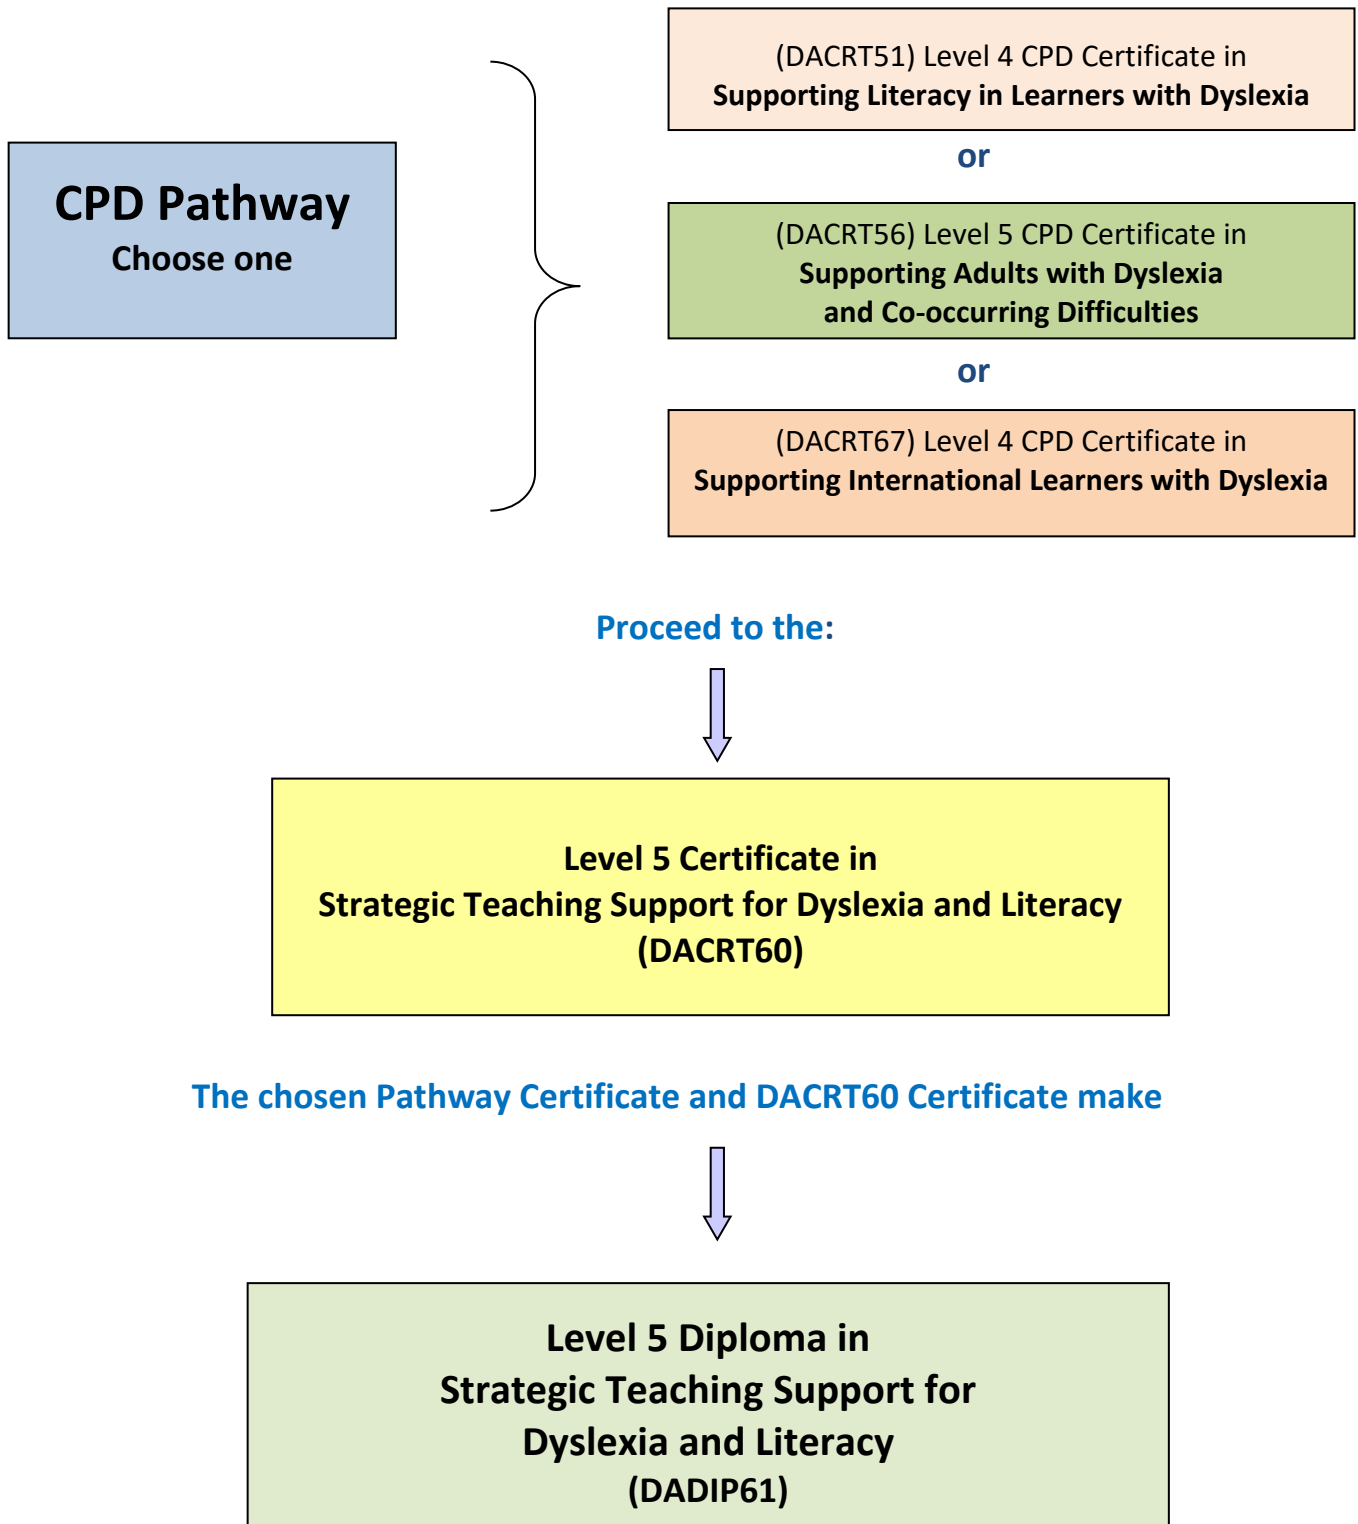 CPD Pathway
Choose one
(DACRT51) Level 4 CPD Certificate in
Supporting Literacy in Learners with Dyslexia
or
(DACRT56) Level 5 CPD Certificate in
Supporting Adults with Dyslexia
and Co-occurring Difficulties
or
(DACRT67) Level 4 CPD Certificate in
Supporting International Learners with Dyslexia
Proceed to the:
Level 5 Certificate in
Strategic Teaching Support for Dyslexia and Literacy
(DACRT60)
The chosen Pathway Certificate and DACRT60 Certificate make
Level 5 Diploma in
Strategic Teaching Support for
Dyslexia and Literacy
(DADIP61)